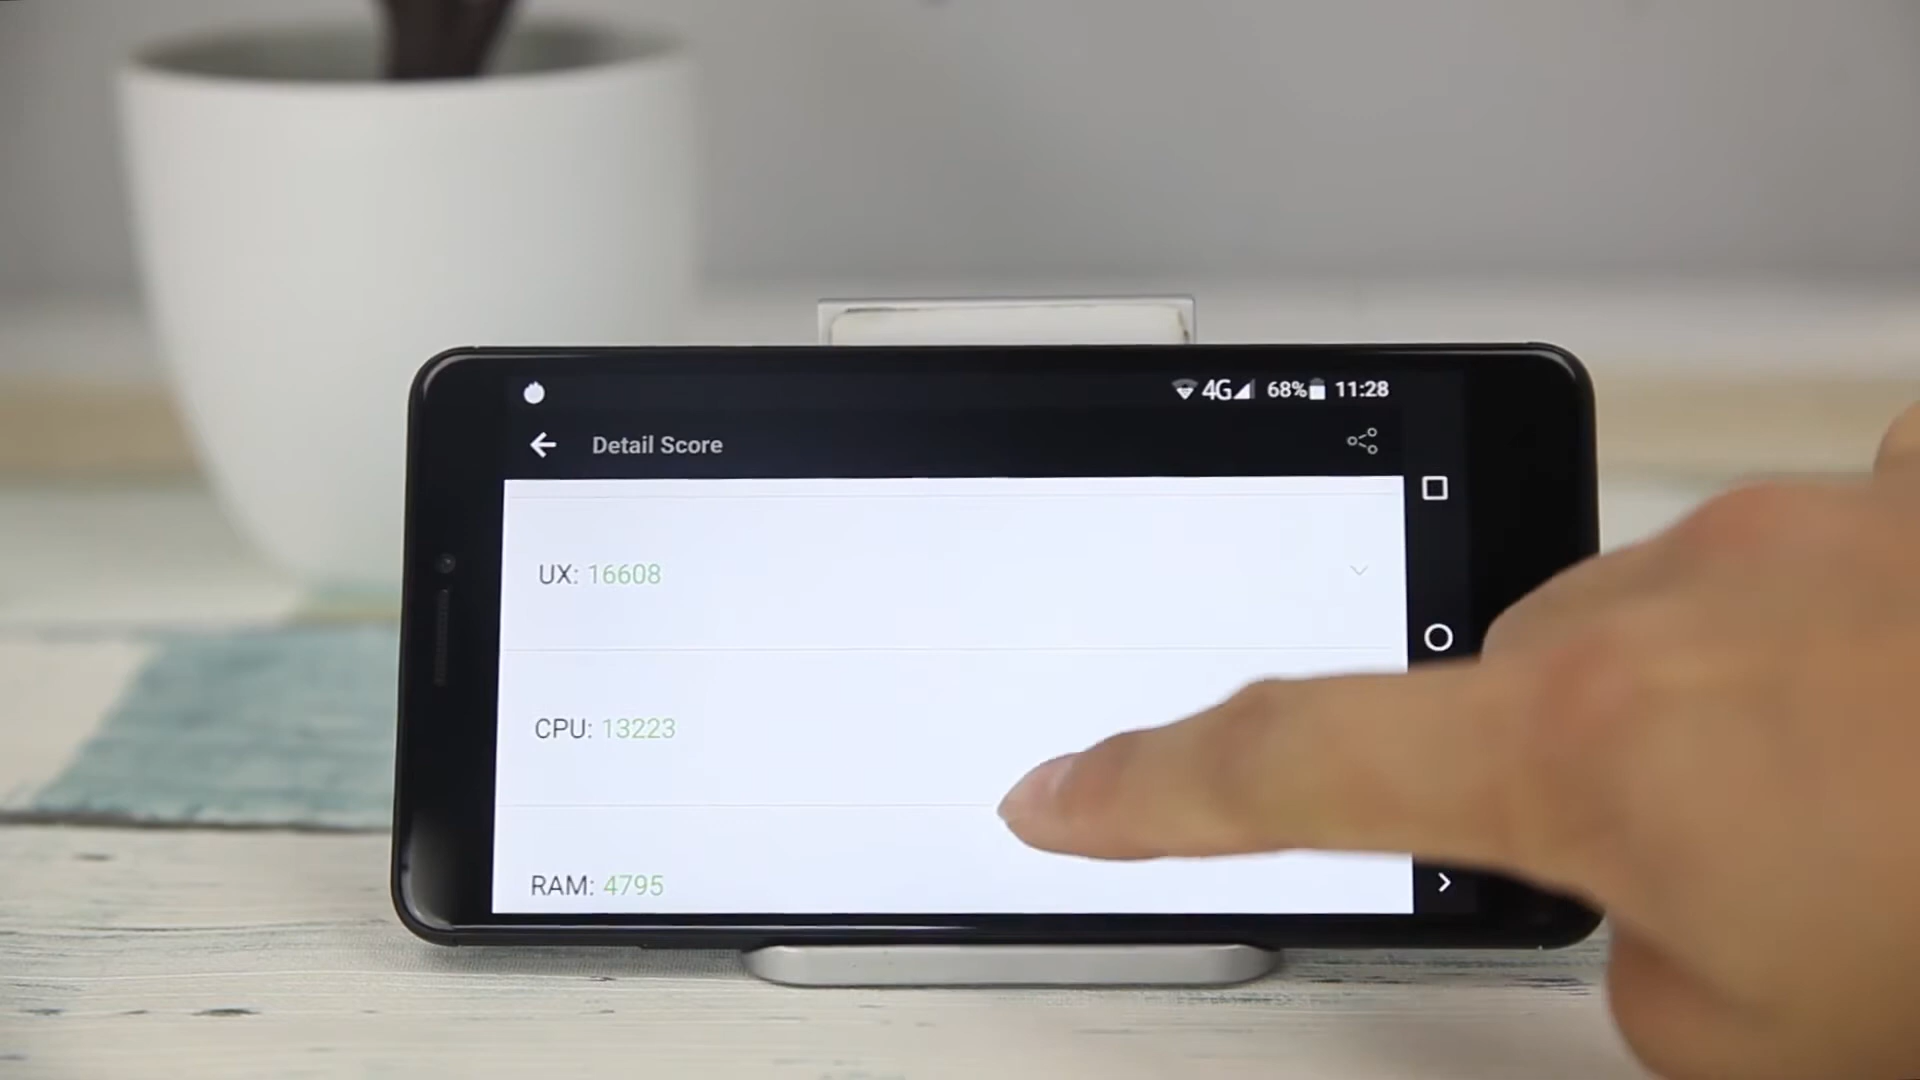 4G 68% 11:28
Detail Score
UX: 16608
CPU: 13223
RAM: 4795